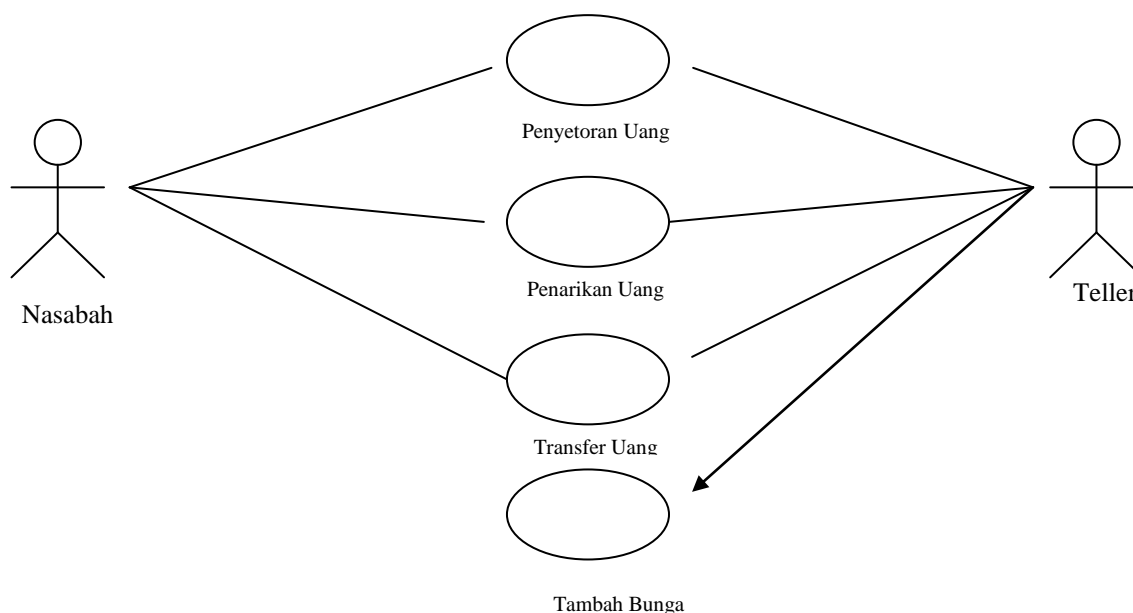 Penyetoran Uang
Nasabah
Penarikan Uang
Teller
Transfer Uang
Tambah Bunga